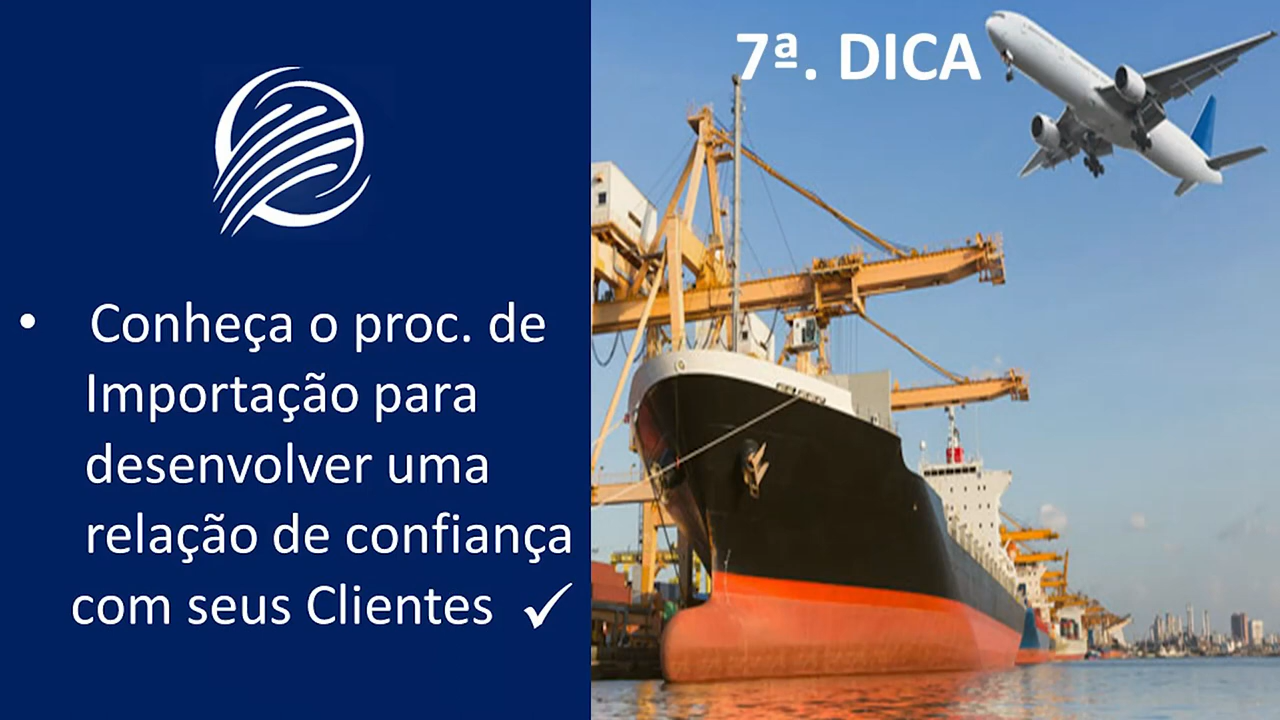 7ª. DICA
• Conheça o proc. de
Importação para
desenvolver uma
relação de confiança
com seus Clientes ✓